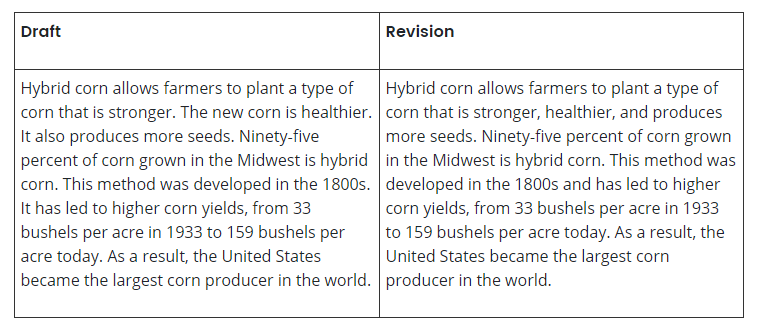 Draft
Hybrid corn allows farmers to plant a type of
corn that is stronger. The new corn is healthier.
It also produces more seeds. Ninety-five
percent of corn grown in the Midwest is hybrid
corn. This method was developed in the 1800s.
It has led to higher corn yields, from 33
bushels per acre in 1933 to 159 bushels per
acre today. As a result, the United States
became the largest corn producer in the world.
Revision
Hybrid corn allows farmers to plant a type of
corn that is stronger, healthier, and produces
more seeds. Ninety-five percent of corn grown
in the Midwest is hybrid corn. This method was
developed in the 1800s and has led to higher
corn yields, from 33 bushels per acre in 1933
to 159 bushels per acre today. As a result, the
United States became the largest corn
producer in the world.